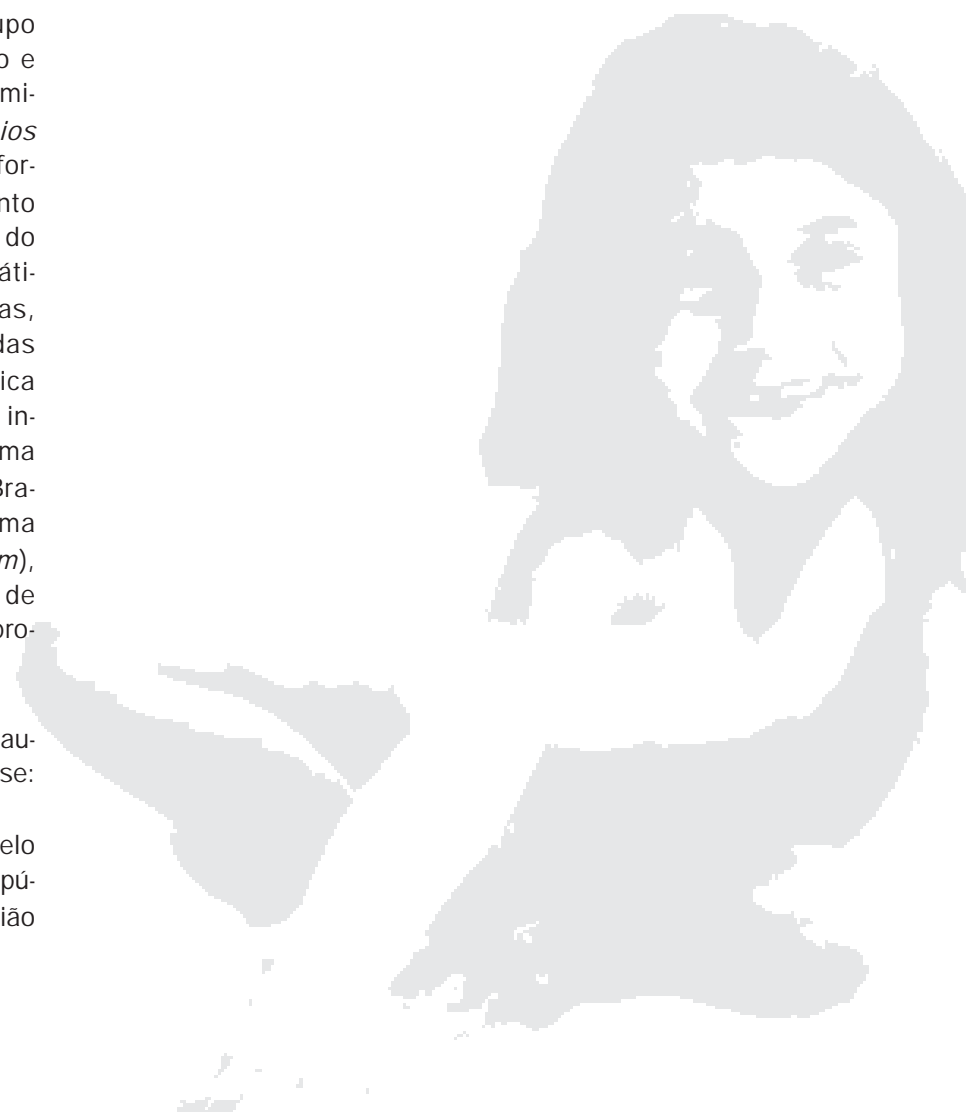 upo
o e
mi-
ios
for-
nto
do
áti-
as,
das
ica
in-
ma
Bra-
ma
m),
de
pro-
au-
se:
elo
pú-
ião